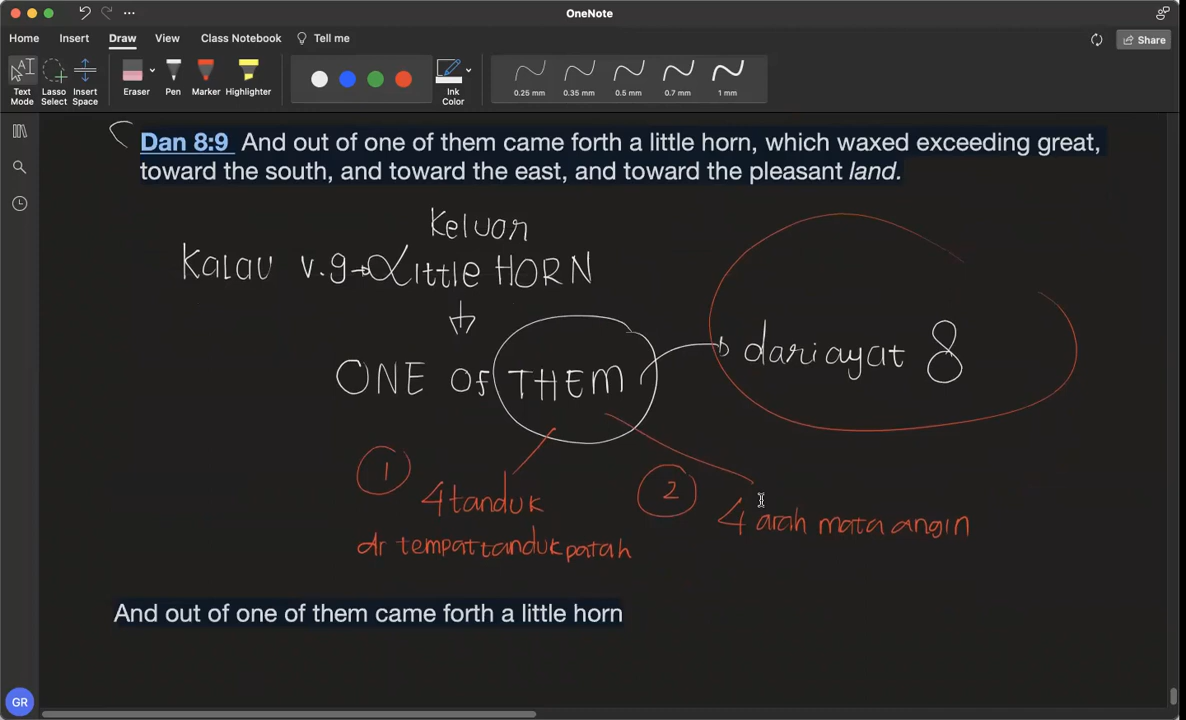 OneNote
Home Insert Draw View Class Notebook Tell me
Share
Text Mode
Lasso Select
Insert Space
Eraser
Pen
Marker
Highlighter
Ink Color
0.25 mm 0.35 mm 0.5 mm 0.7 mm 1 mm
Dan 8:9 And out of one of them came forth a little horn, which waxed exceeding great,
toward the south, and toward the east, and toward the pleasant land.
Keluar
Kalau v.9 → Little HORN
ONE OF THEM → dari ayat 8
1
4 tanduk
dr tempat tanduk patah
2
4 arah mata angin
And out of one of them came forth a little horn
GR